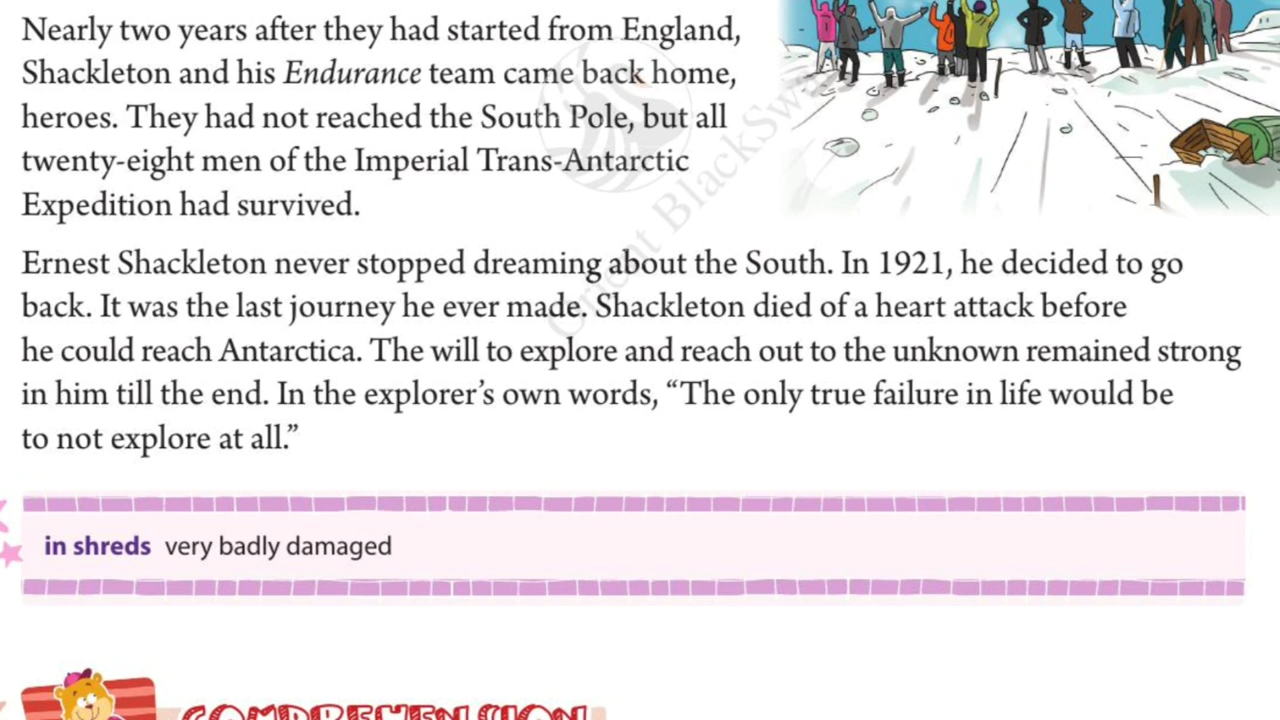 Nearly two years after they had started from England,
Shackleton and his Endurance team came back home,
heroes. They had not reached the South Pole, but all
twenty-eight men of the Imperial Trans-Antarctic
Expedition had survived.
Ernest Shackleton never stopped dreaming about the South. In 1921, he decided to go
back. It was the last journey he ever made. Shackleton died of a heart attack before
he could reach Antarctica. The will to explore and reach out to the unknown remained strong
in him till the end. In the explorer’s own words, “The only true failure in life would be
to not explore at all.”
in shreds very badly damaged
COMPREHENSION